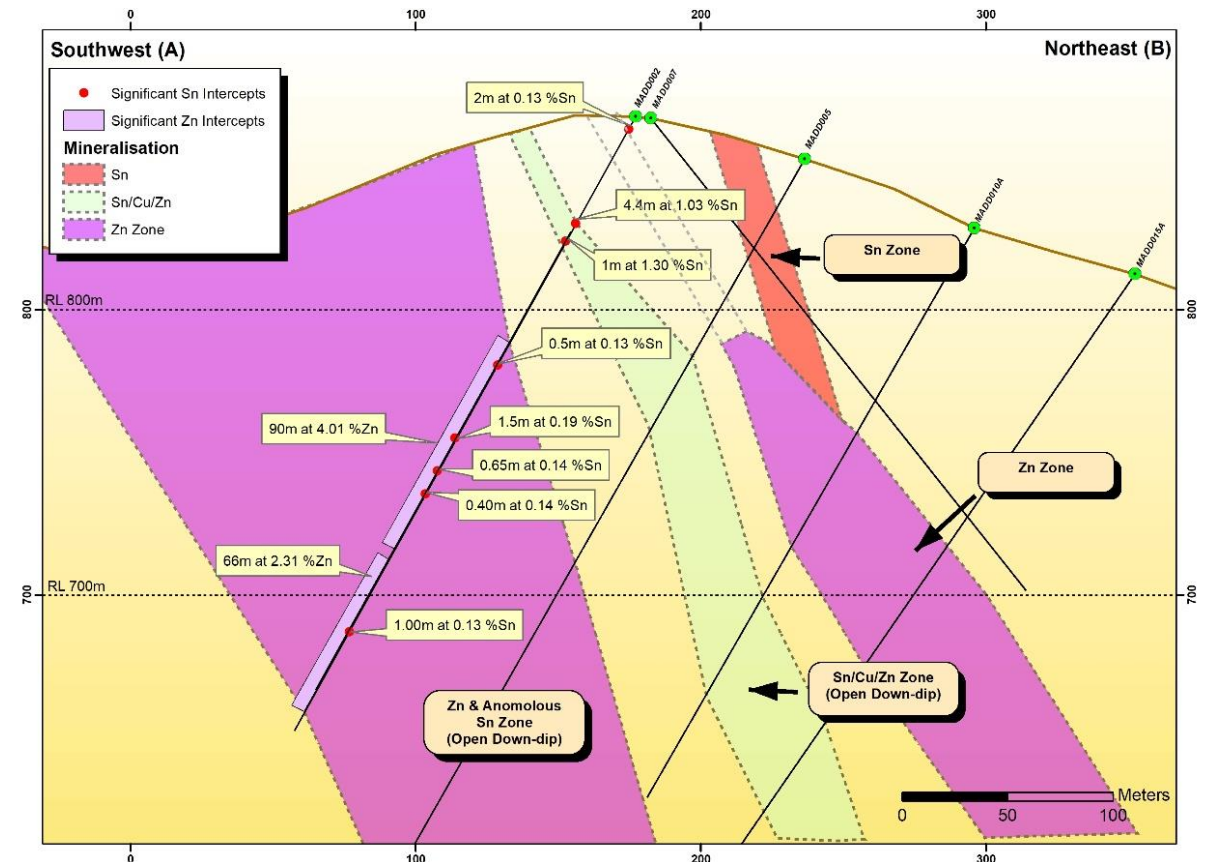 0 100 200 300
Southwest (A)
Northeast (B)
Significant Sn Intercepts
Significant Zn Intercepts
Mineralisation
Sn
Sn/Cu/Zn
Zn Zone
MADD002
MADD007
MADD005
MADD010A
MADD015A
2m at 0.13 %Sn
4.4m at 1.03 %Sn
1m at 1.30 %Sn
Sn Zone
RL 800m
800
800
0.5m at 0.13 %Sn
90m at 4.01 %Zn
1.5m at 0.19 %Sn
0.65m at 0.14 %Sn
0.40m at 0.14 %Sn
Zn Zone
66m at 2.31 %Zn
RL 700m
700
700
1.00m at 0.13 %Sn
Zn & Anomolous
Sn Zone
(Open Down-dip)
Sn/Cu/Zn Zone
(Open Down-dip)
Meters
0 50 100
0 100 200 300